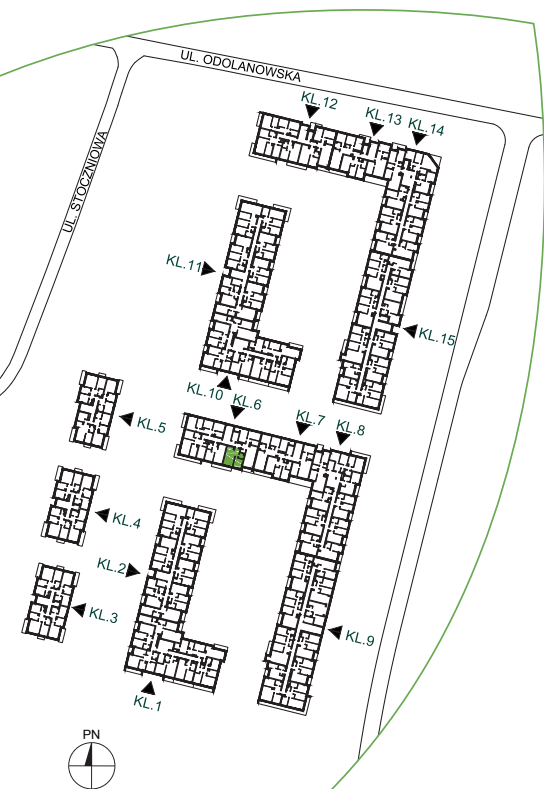 UL. ODOLANOWSKA
UL. STOCZNIOWA
KL.12
KL.13
KL.14
KL.11
KL.15
KL.10
KL.6
KL.7
KL.8
KL.5
KL.4
KL.2
KL.3
KL.9
KL.1
PN